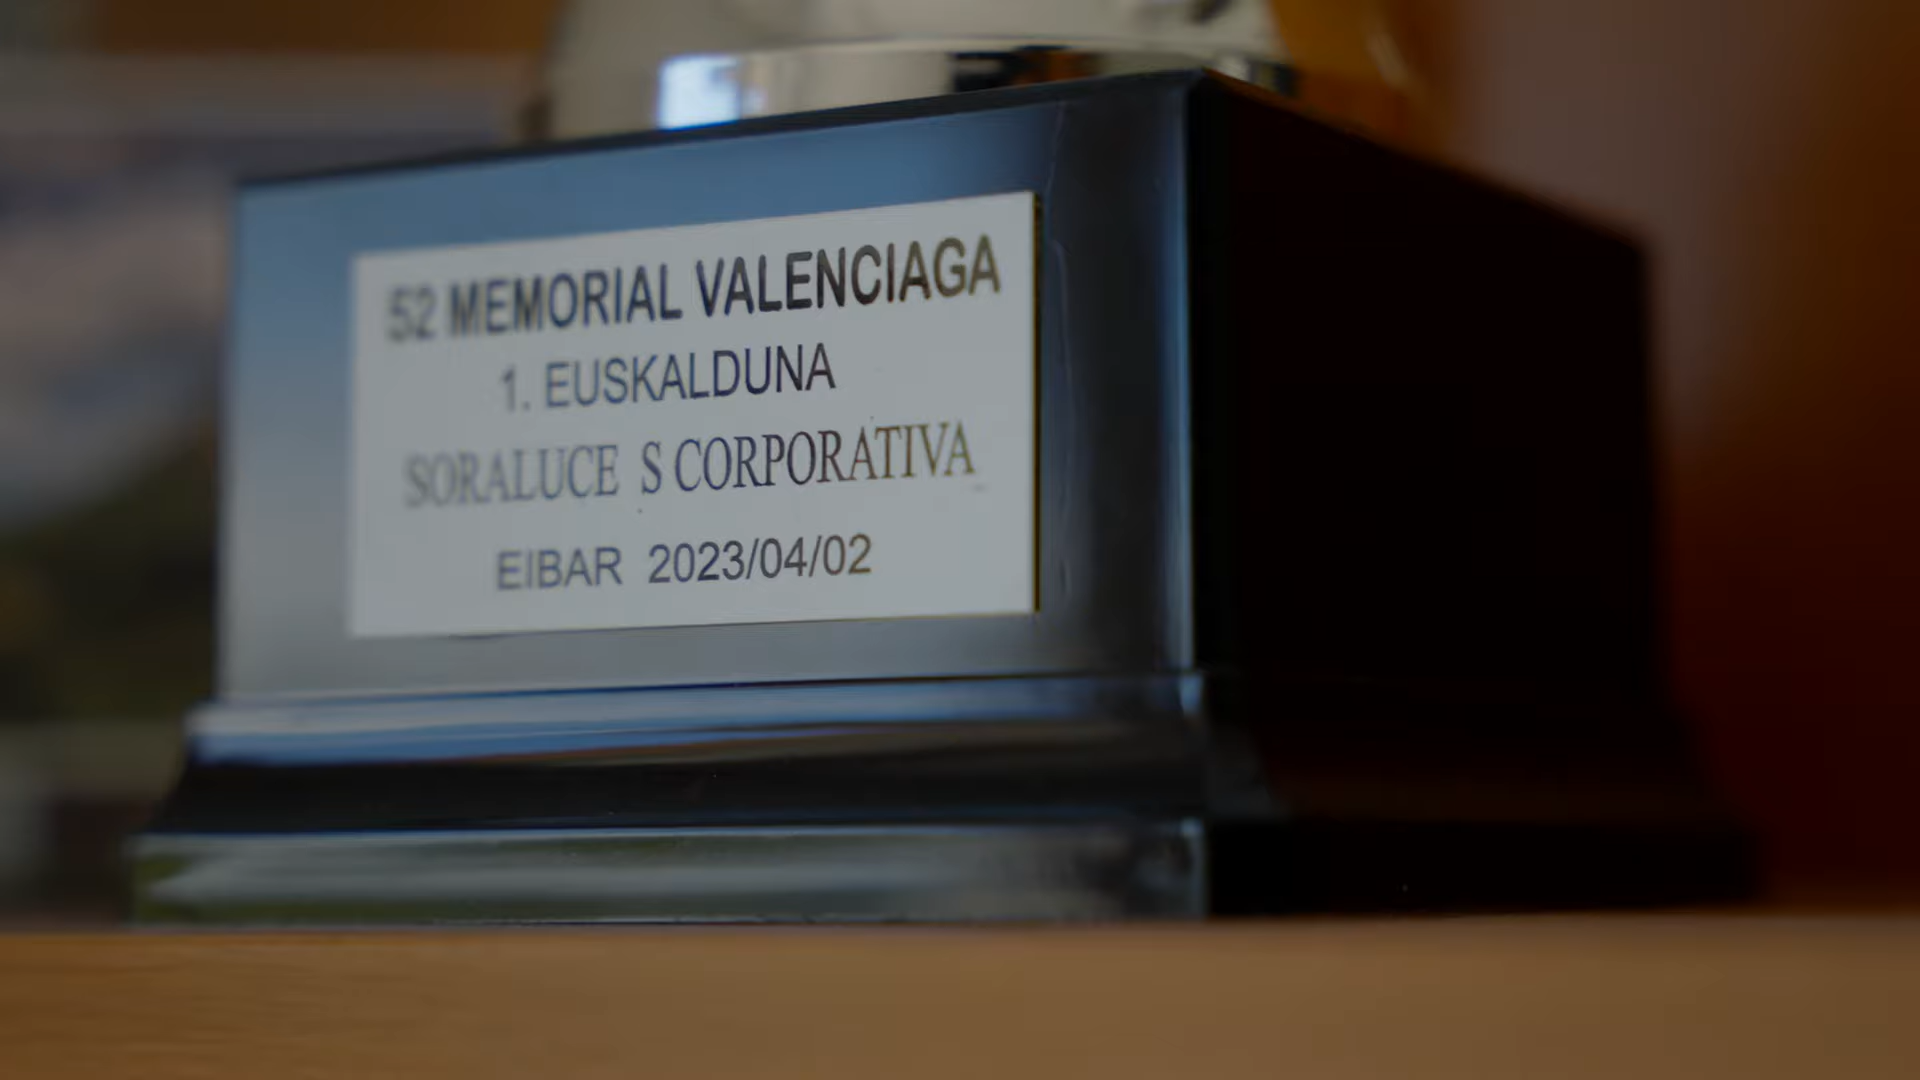 52 MEMORIAL VALENCIAGA
1. EUSKALDUNA
SORALUCE S CORPORATIVA
EIBAR 2023/04/02